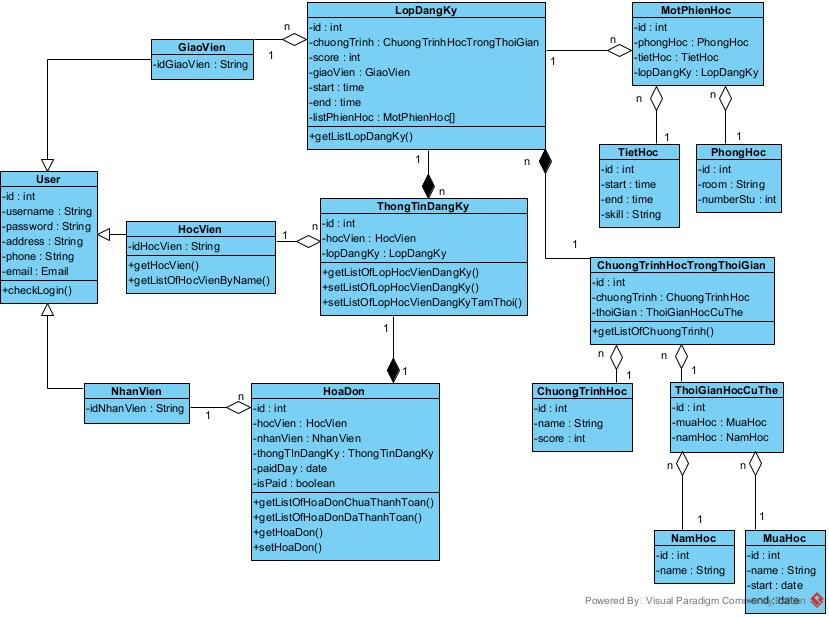 LopDangKy
-id : int
-chuongTrinh : ChuongTrinhHocTrongThoiGian
-score : int
-giaoVien : GiaoVien
-start : time
-end : time
-listPhienHoc : MotPhienHoc[]
+getListLopDangKy()
MotPhienHoc
-id : int
-phongHoc : PhongHoc
-tietHoc : TietHoc
-lopDangKy : LopDangKy
GiaoVien
-idGiaoVien : String
n
1
n
1
n
1
n
1
TietHoc
-id : int
-start : time
-end : time
-skill : String
PhongHoc
-id : int
-room : String
-numberStu : int
User
-id : int
-username : String
-password : String
-address : String
-phone : String
-email : Email
+checkLogin()
HocVien
-idHocVien : String
+getHocVien()
+getListOfHocVienByName()
1
n
1
n
n
1
ThongTinDangKy
-id : int
-hocVien : HocVien
-lopDangKy : LopDangKy
+getListOfLopHocVienDangKy()
+setListOfLopHocVienDangKy()
+setListOfLopHocVienDangKyTamThoi()
ChuongTrinhHocTrongThoiGian
-id : int
-chuongTrinh : ChuongTrinhHoc
-thoiGian : ThoiGianHocCuThe
+getListOfChuongTrinh()
1
1
n
1
n
1
NhanVien
-idNhanVien : String
1
n
HoaDon
-id : int
-hocVien : HocVien
-nhanVien : NhanVien
-thongTInDangKy : ThongTinDangKy
-paidDay : date
-isPaid : boolean
+getListOfHoaDonChuaThanhToan()
+getListOfHoaDonDaThanhToan()
+getHoaDon()
+setHoaDon()
ChuongTrinhHoc
-id : int
-name : String
-score : int
ThoiGianHocCuThe
-id : int
-muaHoc : MuaHoc
-namHoc : NamHoc
n
1
n
1
NamHoc
-id : int
-name : String
MuaHoc
-id : int
-name : String
-start : date
-end : date
Powered By Visual Paradigm Community Edition